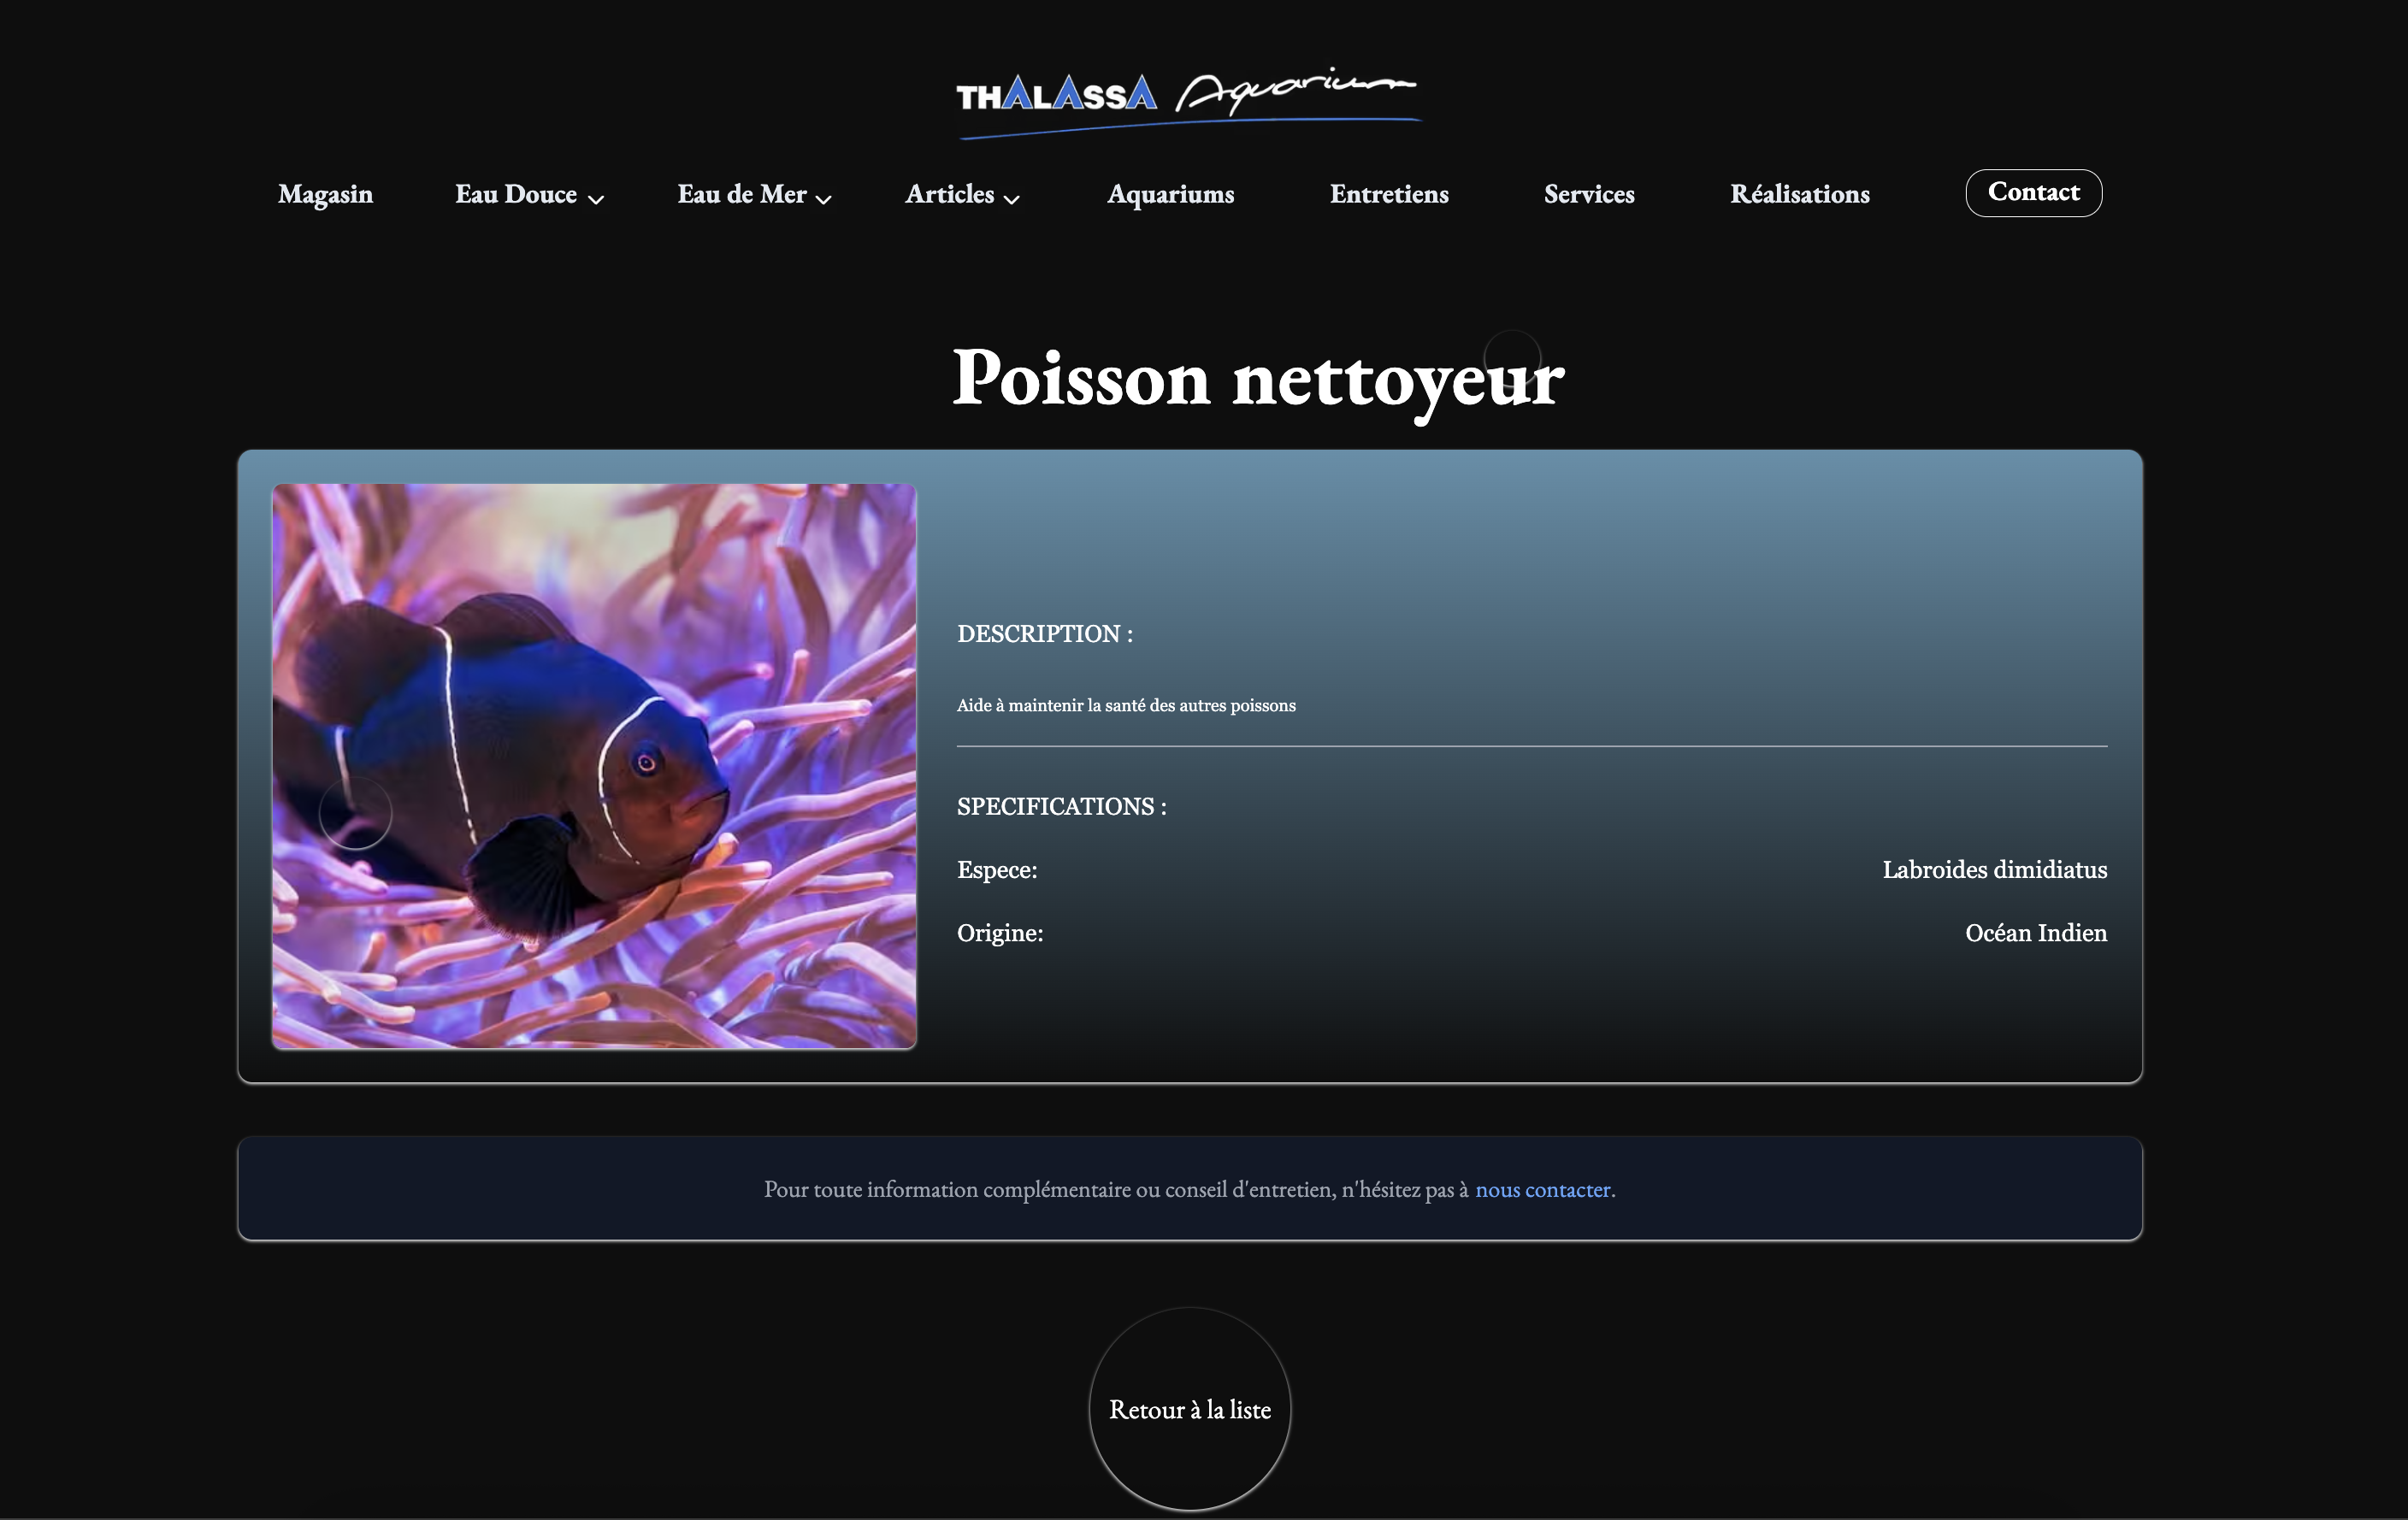 THALASSA Aquarium
Magasin Eau Douce Eau de Mer Articles Aquariums Entretiens Services Réalisations Contact
Poisson nettoyeur
DESCRIPTION :
Aide à maintenir la santé des autres poissons
SPECIFICATIONS :
Espece: Labroides dimidiatus
Origine: Océan Indien
Pour toute information complémentaire ou conseil d'entretien, n'hésitez pas à nous contacter.
Retour à la liste